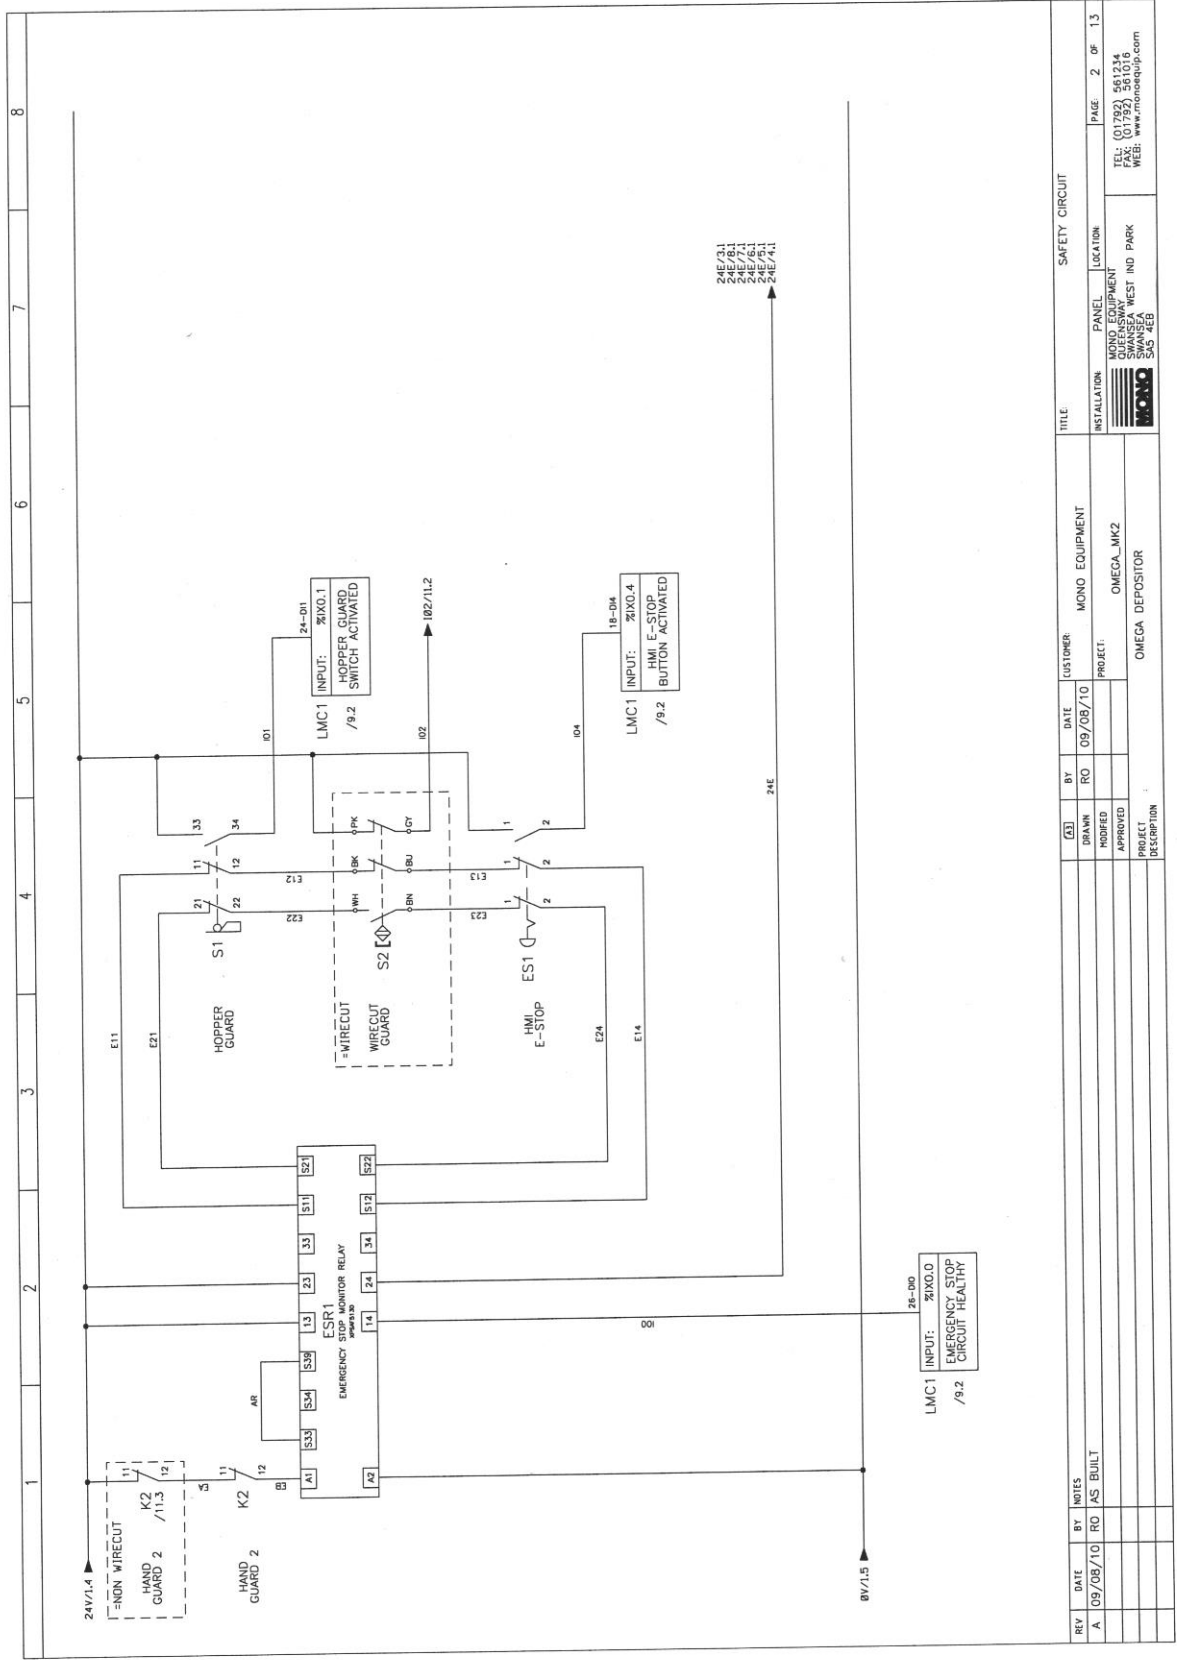 1
2
3
4
5
6
7
8
24V/1.4
=NON WIRECUT
HAND
GUARD 2
K2
/11.3
11
12
EA
HAND
GUARD 2
K2
11
12
EB
A1
S33
S34
S39
13
23
33
S11
S21
AR
ESR1
EMERGENCY STOP MONITOR RELAY
XPSAF5130
A2
14
24
34
S12
S22
E11
E21
HOPPER
GUARD
S1
21
22
11
12
33
34
E22
E12
=WIRECUT
WIRECUT
GUARD
S2
WH
BN
BK
BU
PK
GY
E23
E13
HMI
E-STOP
ES1
1
2
1
2
1
2
E24
E14
I01
24-DI1
LMC1
INPUT: %IX0.1
HOPPER GUARD
SWITCH ACTIVATED
/9.2
I02
I02/11.2
I04
18-DI4
LMC1
INPUT: %IX0.4
HMI E-STOP
BUTTON ACTIVATED
/9.2
24E
24E/3.1
24E/8.1
24E/7.1
24E/6.1
24E/5.1
24E/4.1
I00
26-DI0
LMC1
INPUT: %IX0.0
EMERGENCY STOP
CIRCUIT HEALTHY
/9.2
0V/1.5
REV DATE BY NOTES
A 09/08/10 RO AS BUILT
A3 BY DATE
DRAWN RO 09/08/10
MODIFIED
APPROVED
PROJECT
DESCRIPTION
OMEGA DEPOSITOR
CUSTOMER: MONO EQUIPMENT
PROJECT: OMEGA_MK2
TITLE: SAFETY CIRCUIT
INSTALLATION: PANEL
LOCATION:
PAGE: 2 OF 13
MONO
MONO EQUIPMENT
QUEENSWAY
SWANSEA WEST IND PARK
SWANSEA
SA5 4EB
TEL: (01792) 561234
FAX: (01792) 561016
WEB: www.monoequip.com